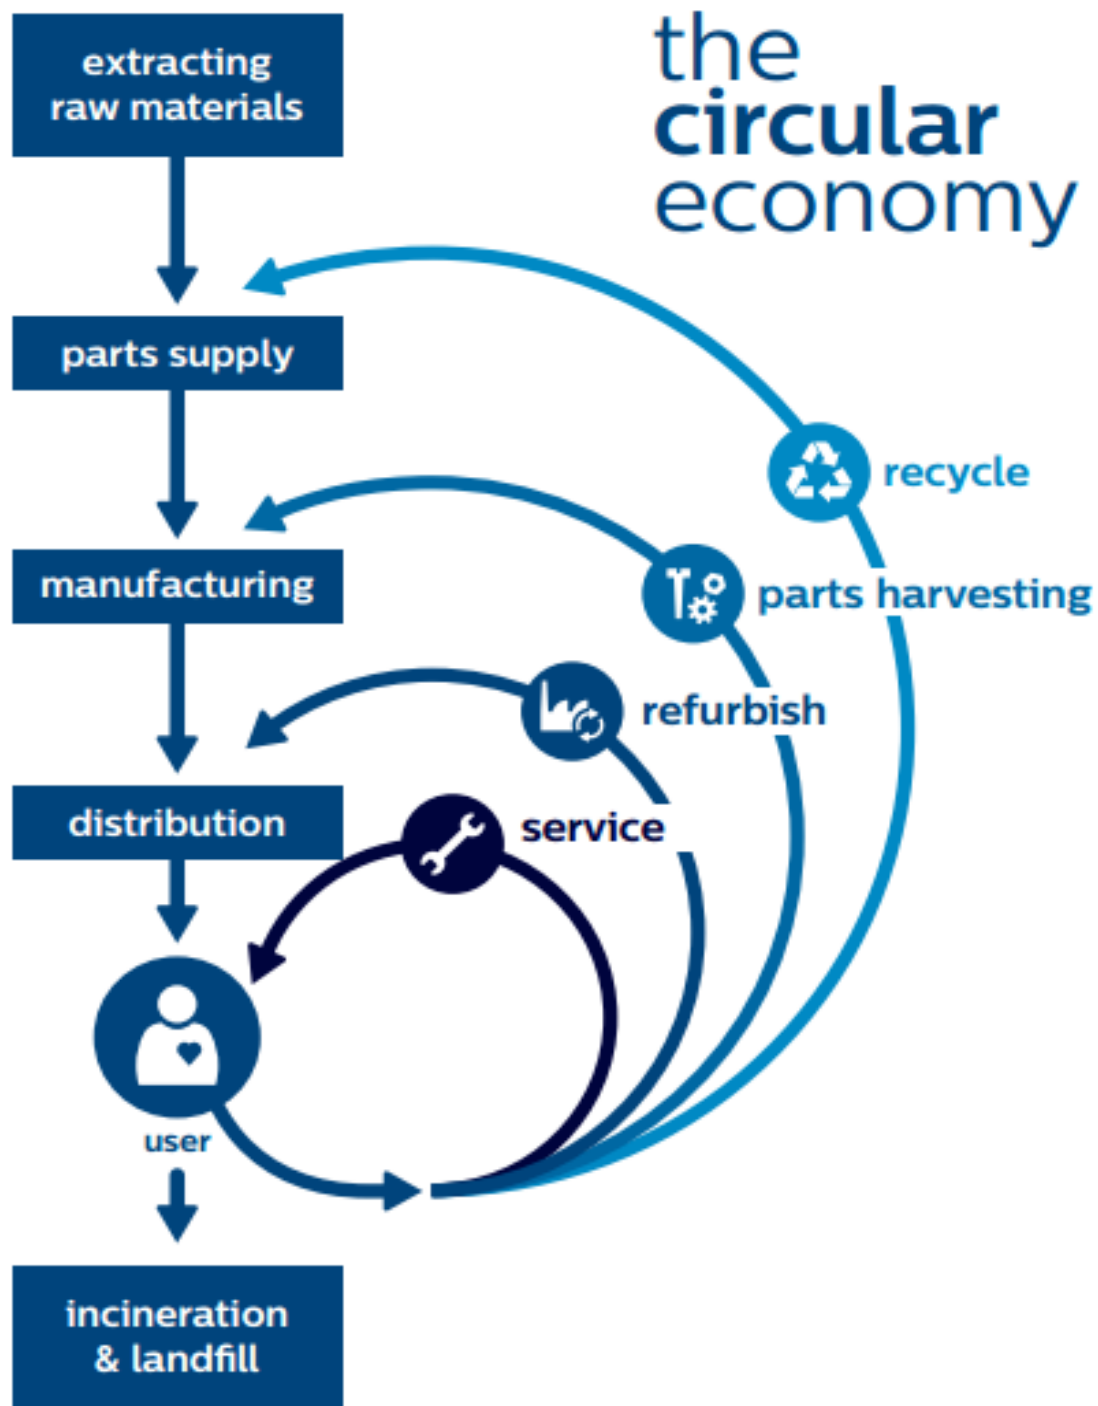 the
circular
economy
extracting
raw materials
parts supply
recycle
manufacturing
parts harvesting
refurbish
distribution
service
user
incineration
& landfill